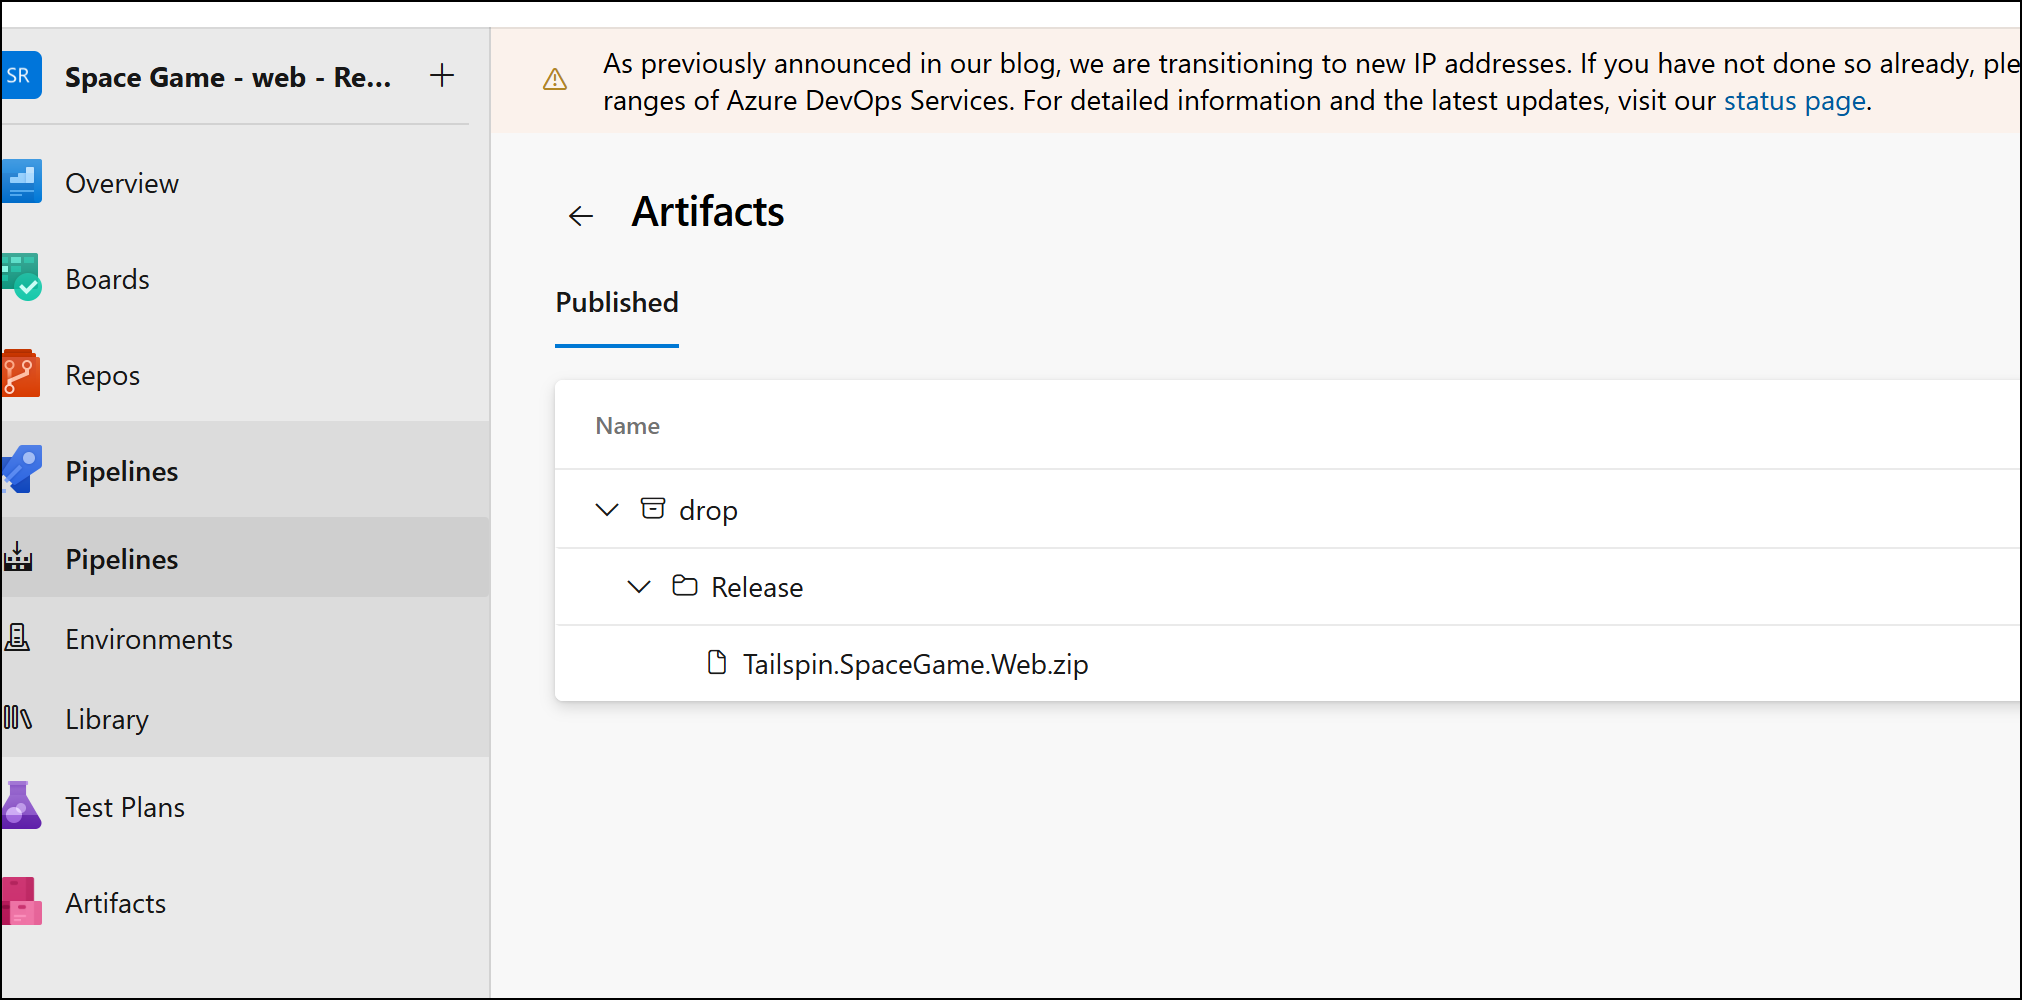 SR
Space Game - web - Re...
Overview
Boards
Repos
Pipelines
Pipelines
Environments
Library
Test Plans
Artifacts
As previously announced in our blog, we are transitioning to new IP addresses. If you have not done so already, ple
ranges of Azure DevOps Services. For detailed information and the latest updates, visit our status page.
Artifacts
Published
Name
drop
Release
Tailspin.SpaceGame.Web.zip